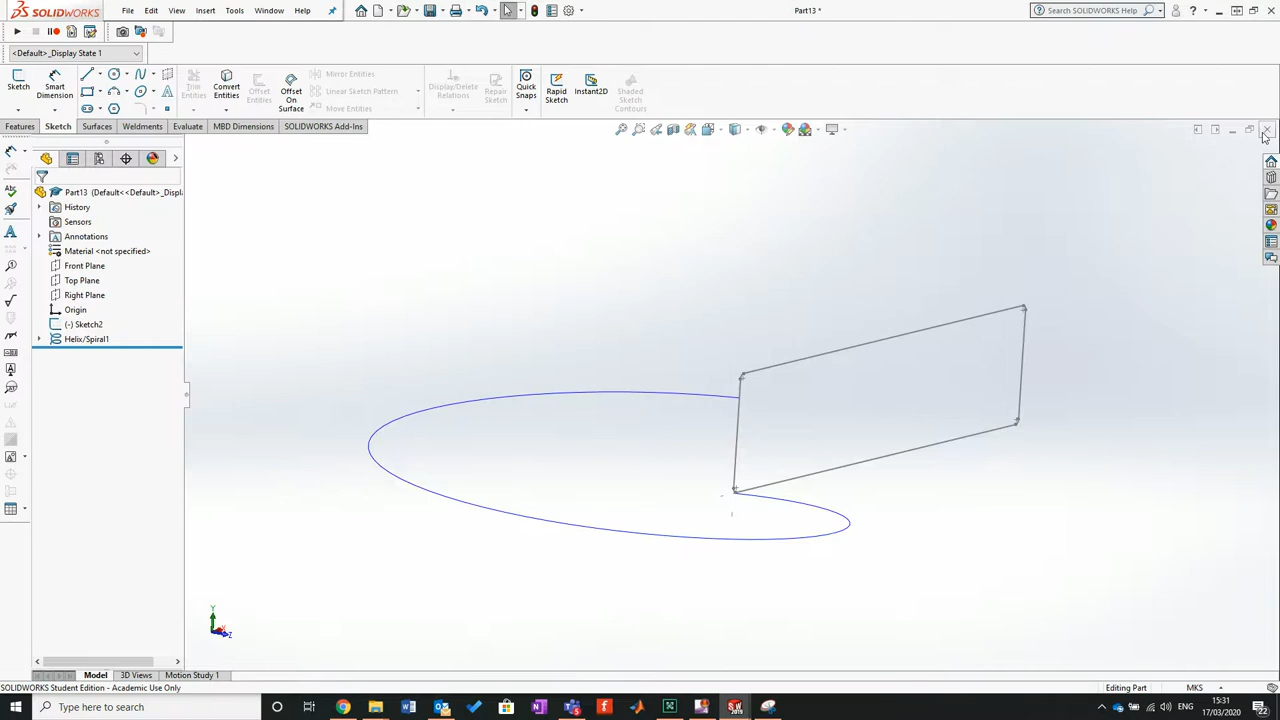 SOLIDWORKS File Edit View Insert Tools Window Help Part13 * Search SOLIDWORKS Help
<Default>_Display State 1
Sketch Smart Dimension Trim Entities Convert Entities Offset Entities Offset On Surface Mirror Entities Linear Sketch Pattern Move Entities Display/Delete Relations Repair Sketch Quick Snaps Rapid Sketch Instant2D Shaded Sketch Contours
Features Sketch Surfaces Weldments Evaluate MBD Dimensions SOLIDWORKS Add-Ins
Part13 (Default<<Default>_Displ
History
Sensors
Annotations
Material <not specified>
Front Plane
Top Plane
Right Plane
Origin
(-) Sketch2
Helix/Spiral1
Y
Z
Model 3D Views Motion Study 1
SOLIDWORKS Student Edition - Academic Use Only Editing Part MKS
Type here to search ENG 15:31
17/03/2020 22